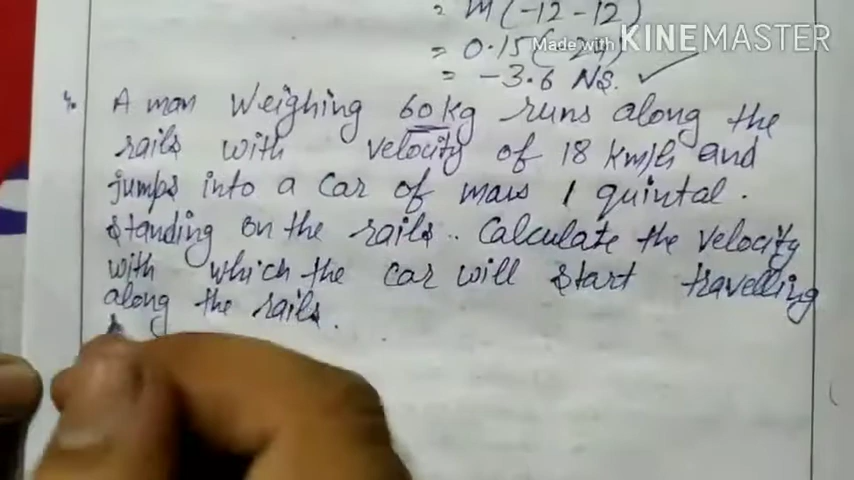 = m(-12-12)
= 0.15(-24)
= -3.6 NS.
Made with KINEMASTER
4. A man weighing 60 kg runs along the
rails with velocity of 18 Km/h and
jumps into a car of mass 1 quintal.
standing on the rails.. Calculate the velocity
with which the car will start travelling
along the rails.